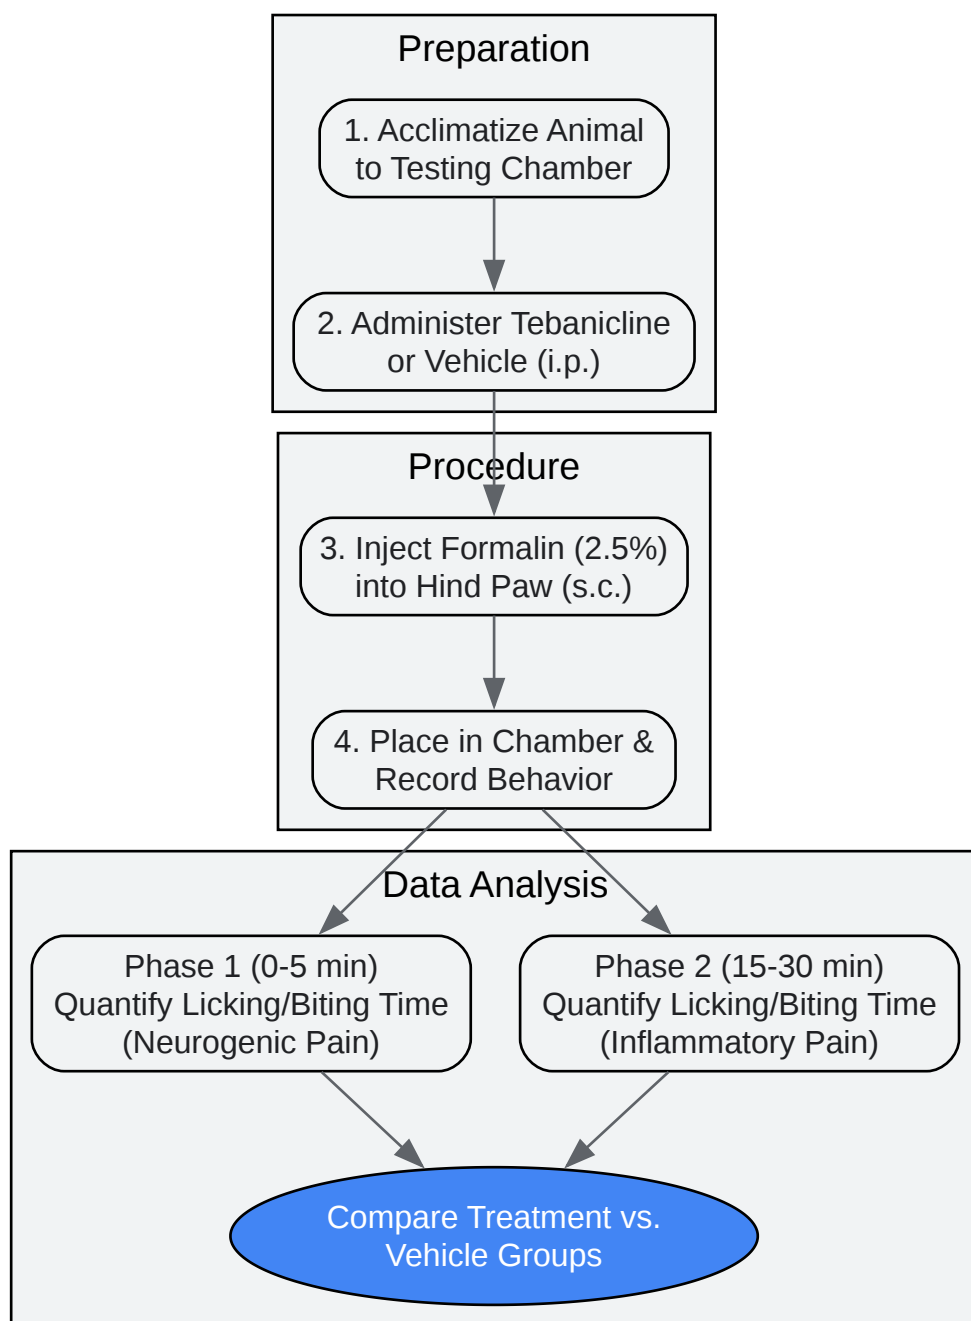 Preparation
1. Acclimatize Animal
to Testing Chamber
2. Administer Tebanicline
or Vehicle (i.p.)
Procedure
3. Inject Formalin (2.5%)
into Hind Paw (s.c.)
4. Place in Chamber &
Record Behavior
Data Analysis
Phase 1 (0-5 min)
Quantify Licking/Biting Time
(Neurogenic Pain)
Phase 2 (15-30 min)
Quantify Licking/Biting Time
(Inflammatory Pain)
Compare Treatment vs.
Vehicle Groups